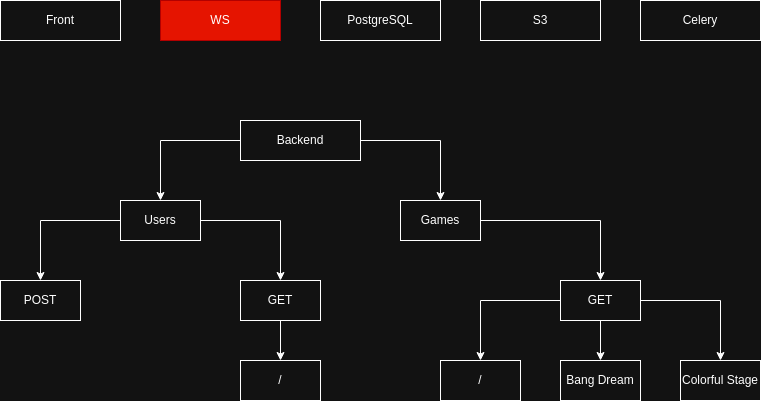 Front
WS
PostgreSQL
S3
Celery
Backend
Users
Games
POST
GET
GET
/
/
Bang Dream
Colorful Stage